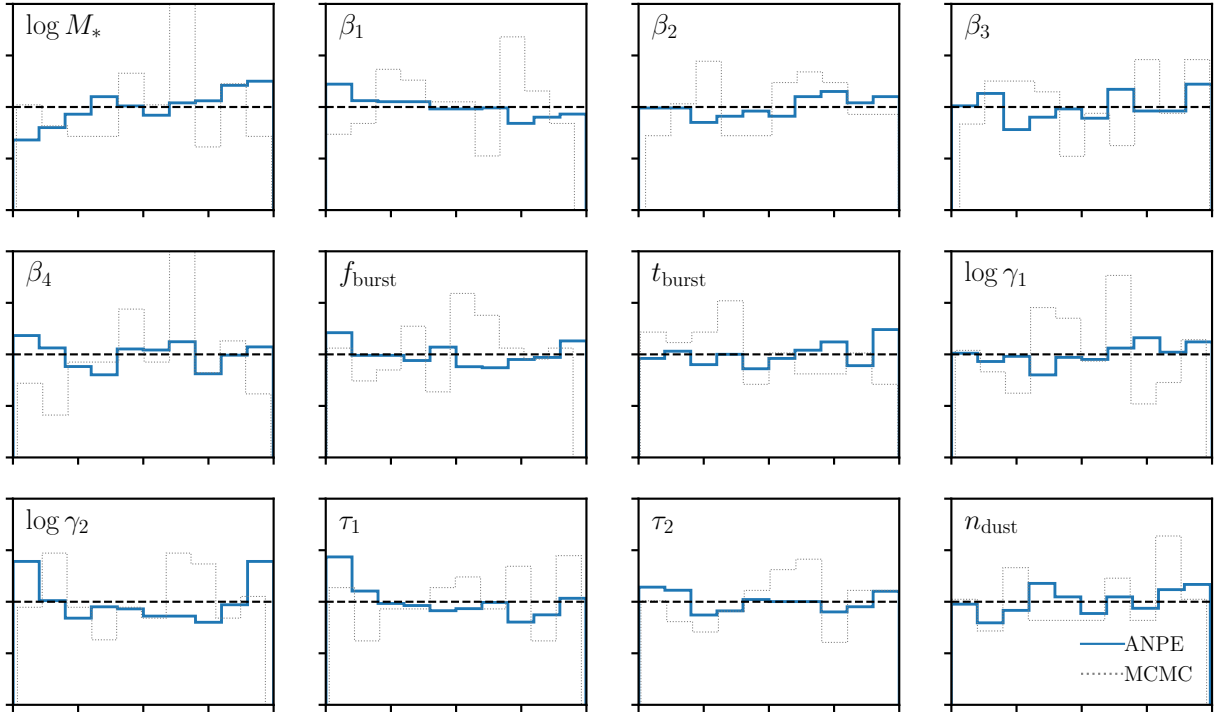 log M_*
β_1
β_2
β_3
β_4
f_burst
t_burst
log γ_1
log γ_2
τ_1
τ_2
n_dust
ANPE
MCMC